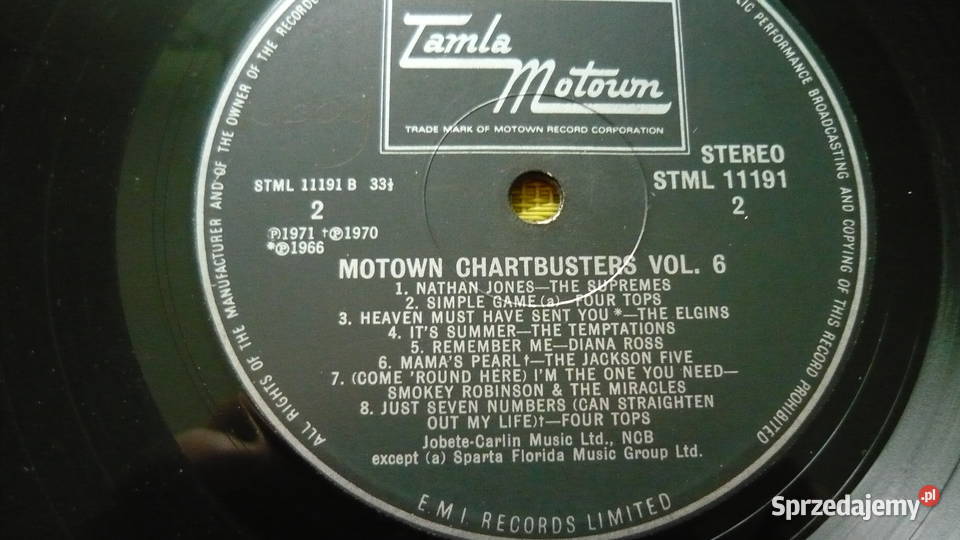 Tamla
Motown
TRADE MARK OF MOTOWN RECORD CORPORATION
STEREO
STML 11191 B 33⅓
STML 11191
2
2
Ⓟ1971 †Ⓟ1970
*Ⓟ1966
MOTOWN CHARTBUSTERS VOL. 6
1. NATHAN JONES—THE SUPREMES
2. SIMPLE GAME (a)—FOUR TOPS
3. HEAVEN MUST HAVE SENT YOU *—THE ELGINS
4. IT'S SUMMER—THE TEMPTATIONS
5. REMEMBER ME—DIANA ROSS
6. MAMA'S PEARL†—THE JACKSON FIVE
7. (COME 'ROUND HERE) I'M THE ONE YOU NEED—
SMOKEY ROBINSON & THE MIRACLES
8. JUST SEVEN NUMBERS (CAN STRAIGHTEN
OUT MY LIFE)†—FOUR TOPS
Jobete-Carlin Music Ltd., NCB
except (a) Sparta Florida Music Group Ltd.
E.M.I. RECORDS LIMITED
ALL RIGHTS OF THE MANUFACTURER AND OF THE OWNER OF THE RECORDED
PERFORMANCE BROADCASTING AND COPYING OF THIS RECORD PROHIBITED
Sprzedajemy.pl